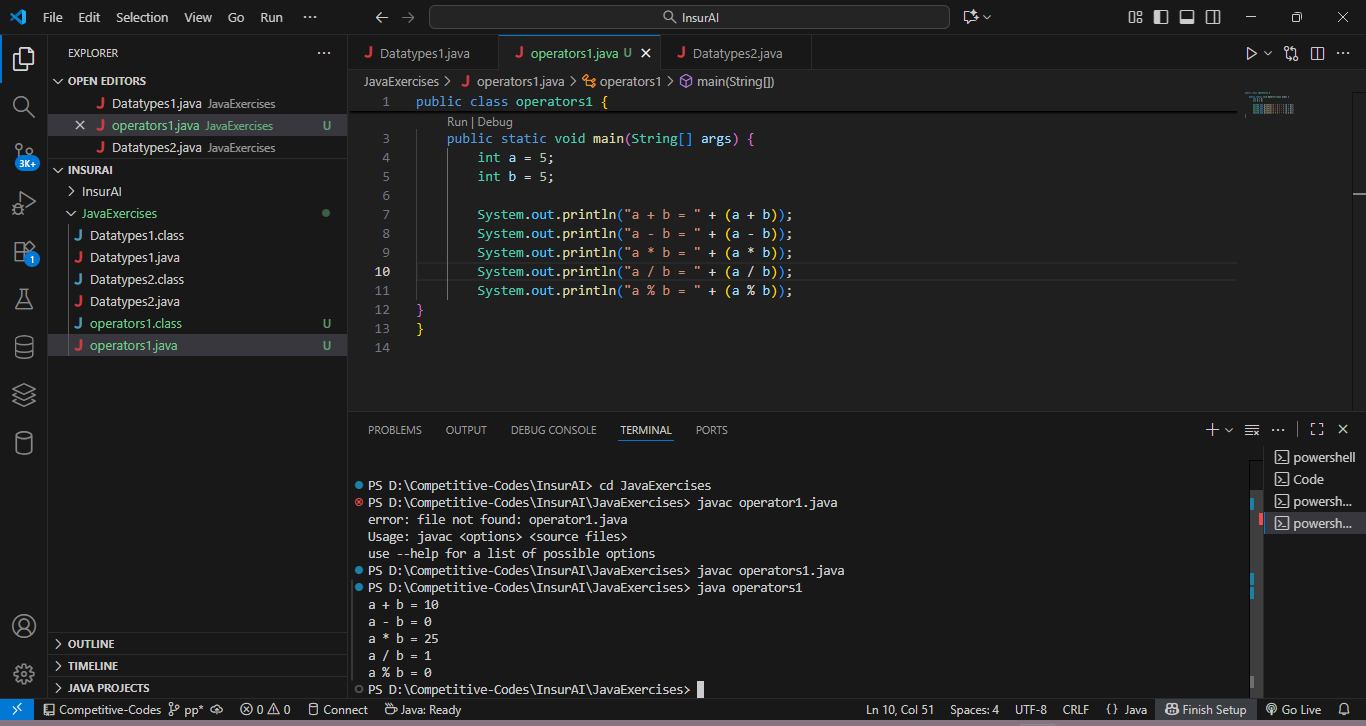 File Edit Selection View Go Run ··· InsurAI
EXPLORER ···
OPEN EDITORS
Datatypes1.java JavaExercises
operators1.java JavaExercises U
Datatypes2.java JavaExercises
INSURAI
InsurAI
JavaExercises
Datatypes1.class
Datatypes1.java
Datatypes2.class
Datatypes2.java
operators1.class U
operators1.java U
OUTLINE
TIMELINE
JAVA PROJECTS
3K+
1
Datatypes1.java operators1.java U Datatypes2.java
JavaExercises > operators1.java > operators1 > main(String[])
1 public class operators1 {
Run | Debug
3 public static void main(String[] args) {
4 int a = 5;
5 int b = 5;
6
7 System.out.println("a + b = " + (a + b));
8 System.out.println("a - b = " + (a - b));
9 System.out.println("a * b = " + (a * b));
10 System.out.println("a / b = " + (a / b));
11 System.out.println("a % b = " + (a % b));
12 }
13 }
14
PROBLEMS OUTPUT DEBUG CONSOLE TERMINAL PORTS
PS D:\Competitive-Codes\InsurAI> cd JavaExercises
PS D:\Competitive-Codes\InsurAI\JavaExercises> javac operator1.java
error: file not found: operator1.java
Usage: javac <options> <source files>
use --help for a list of possible options
PS D:\Competitive-Codes\InsurAI\JavaExercises> javac operators1.java
PS D:\Competitive-Codes\InsurAI\JavaExercises> java operators1
a + b = 10
a - b = 0
a * b = 25
a / b = 1
a % b = 0
PS D:\Competitive-Codes\InsurAI\JavaExercises>
powershell
Code
powersh...
powersh...
Competitive-Codes pp* 0 0 Connect Java: Ready Ln 10, Col 51 Spaces: 4 UTF-8 CRLF {} Java Finish Setup Go Live